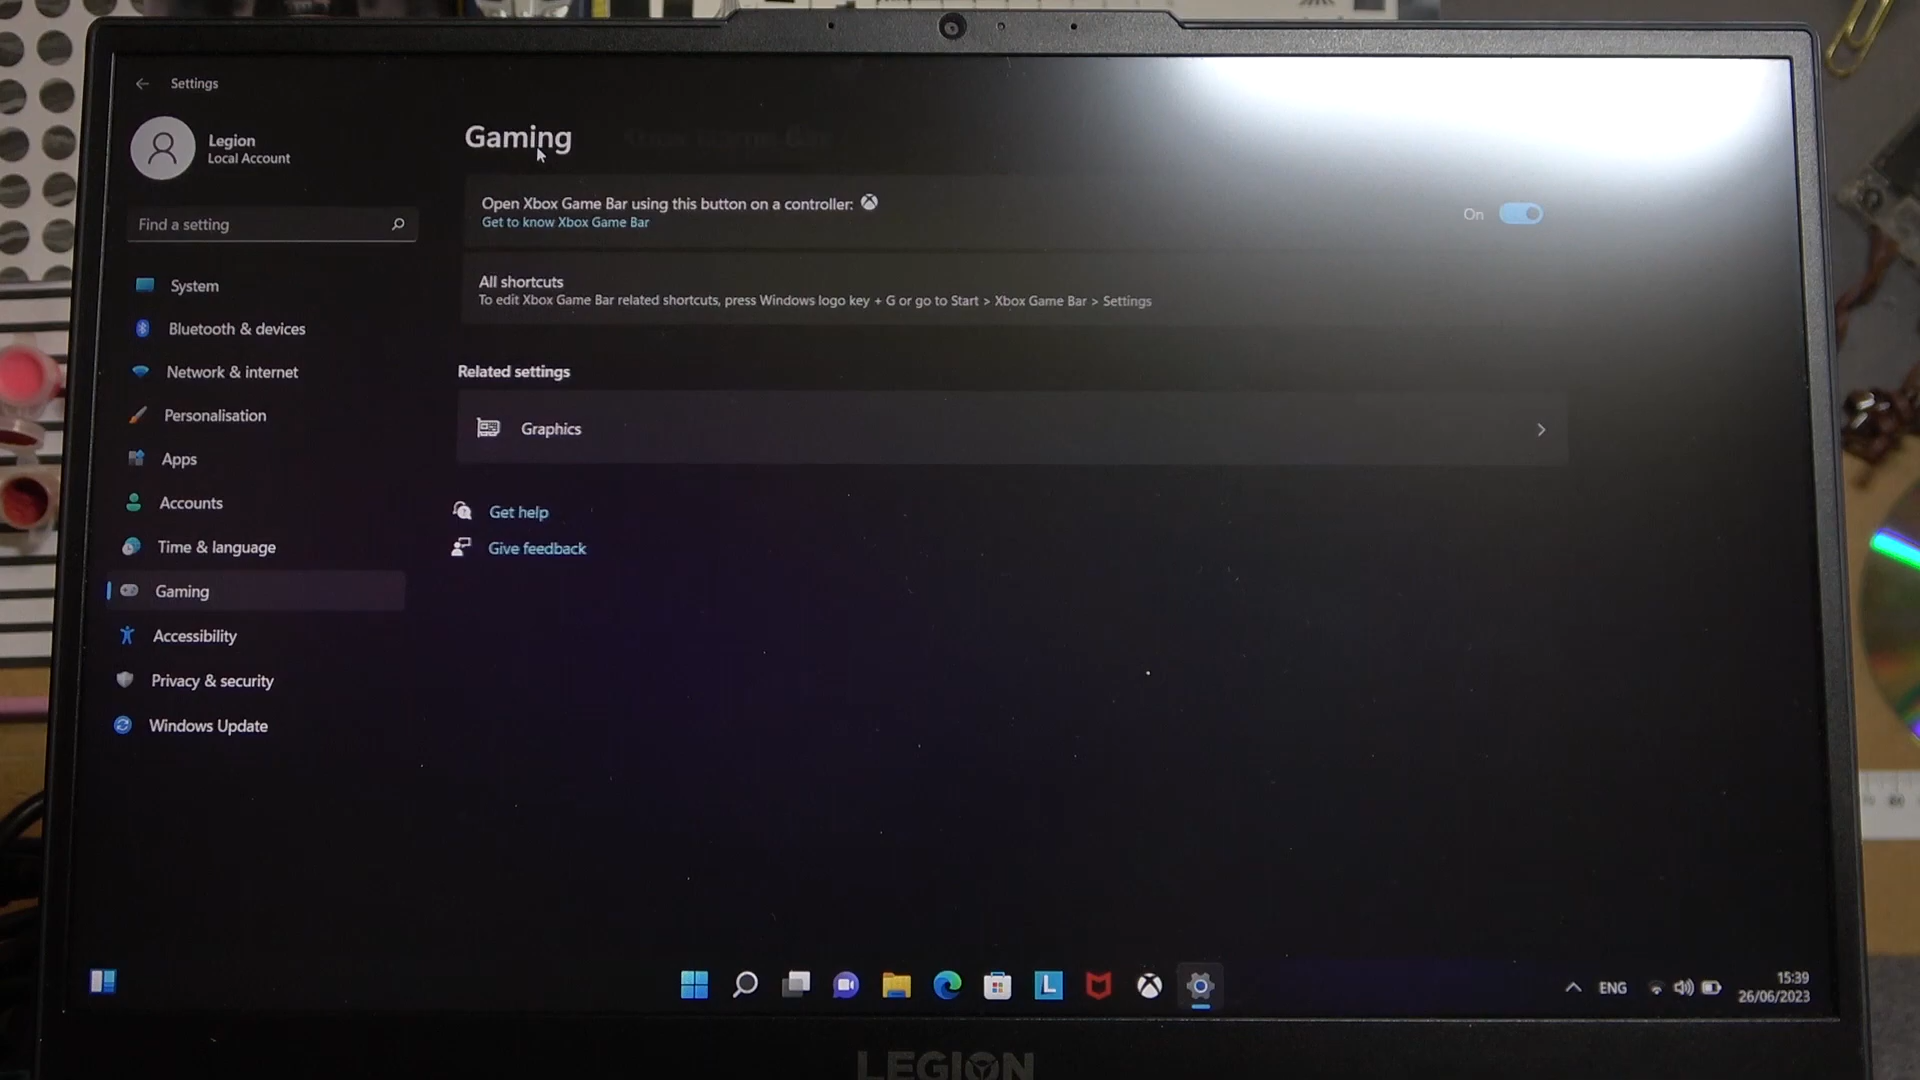 Settings
Legion
Local Account
Find a setting
System
Bluetooth & devices
Network & internet
Personalisation
Apps
Accounts
Time & language
Gaming
Accessibility
Privacy & security
Windows Update
Gaming
Open Xbox Game Bar using this button on a controller:
Get to know Xbox Game Bar
On
All shortcuts
To edit Xbox Game Bar related shortcuts, press Windows logo key + G or go to Start > Xbox Game Bar > Settings
Related settings
Graphics
Get help
Give feedback
L
ENG
15:39
26/06/2023
LEGION